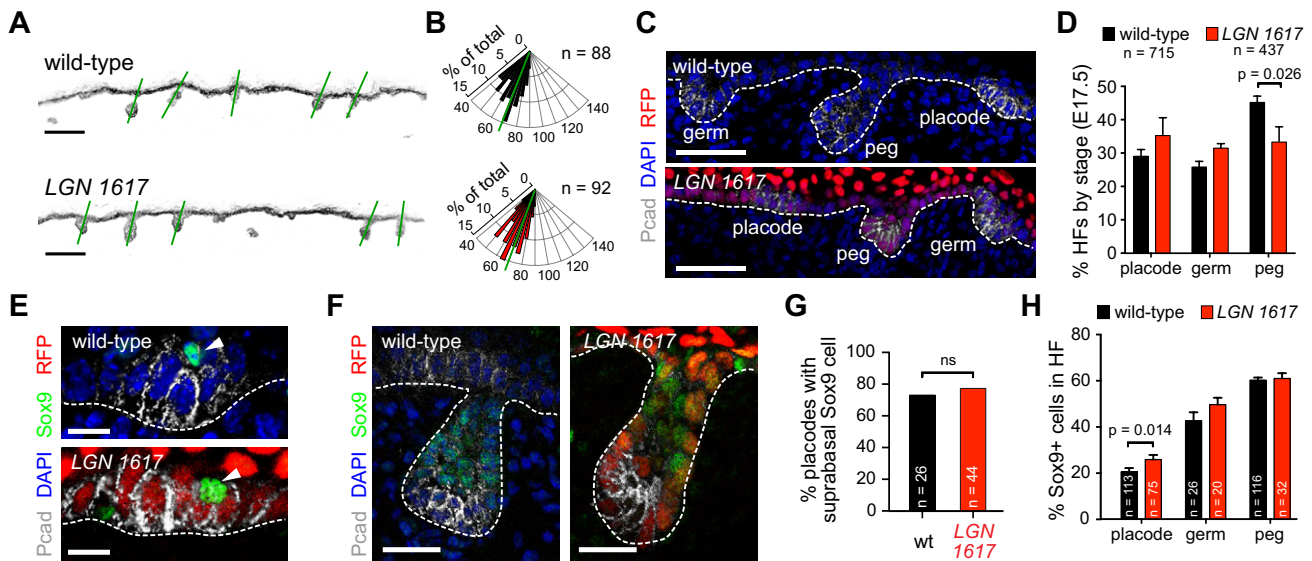 A
wild-type
LGN 1617
B
% of total
0
5
10
15
40
60
80
100
120
140
n = 88
% of total
0
5
10
15
40
60
80
100
120
140
n = 92
C
Pcad DAPI RFP
wild-type
germ
peg
placode
LGN 1617
placode
peg
germ
D
wild-type
LGN 1617
n = 715
n = 437
p = 0.026
% HFs by stage (E17.5)
50
40
30
20
10
0
placode
germ
peg
E
Pcad DAPI Sox9 RFP
wild-type
LGN 1617
F
Pcad DAPI Sox9 RFP
wild-type
LGN 1617
G
% placodes with
suprabasal Sox9 cell
100
80
60
40
20
0
ns
n = 26
n = 44
wt
LGN
1617
H
wild-type
LGN 1617
% Sox9+ cells in HF
80
60
40
20
0
p = 0.014
n = 113
n = 75
n = 26
n = 20
n = 116
n = 32
placode
germ
peg